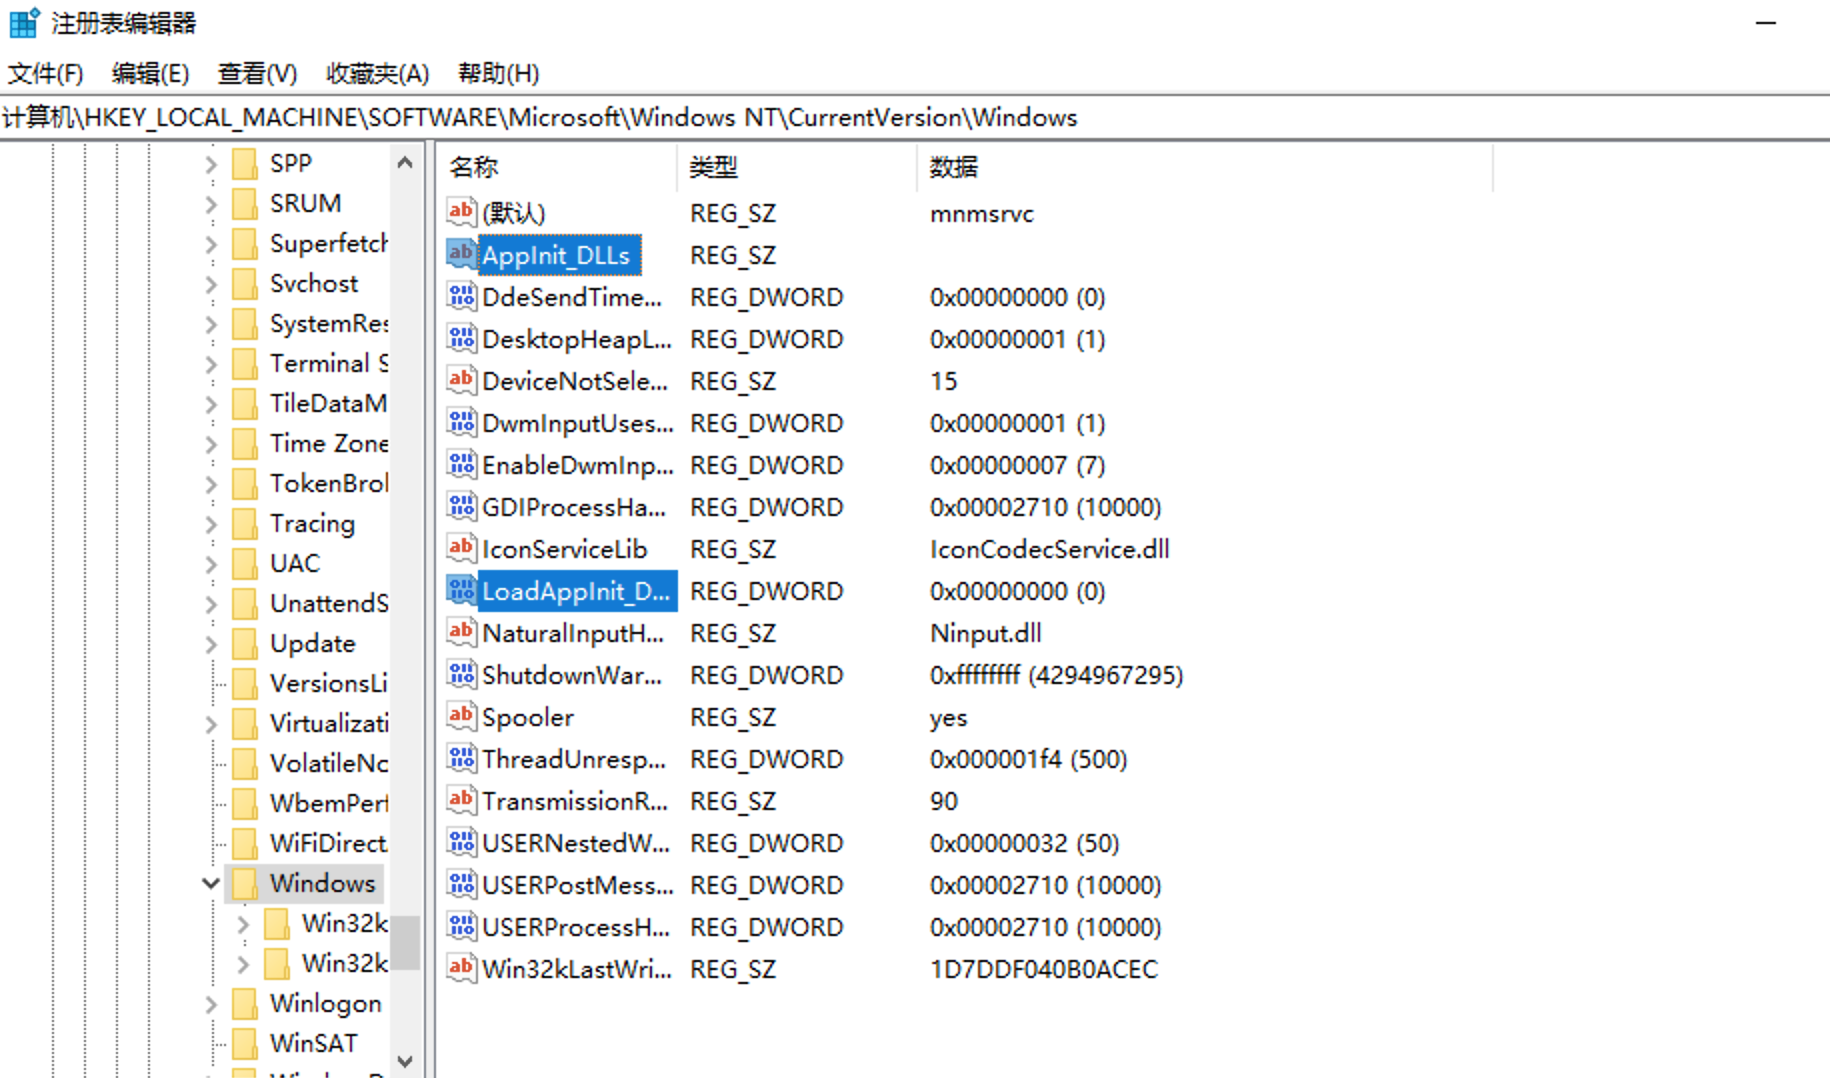 注册表编辑器
文件(F) 编辑(E) 查看(V) 收藏夹(A) 帮助(H)
计算机\HKEY_LOCAL_MACHINE\SOFTWARE\Microsoft\Windows NT\CurrentVersion\Windows
SPP
SRUM
Superfetch
Svchost
SystemRes
Terminal S
TileDataM
Time Zone
TokenBrol
Tracing
UAC
UnattendS
Update
VersionsLi
Virtualizati
VolatileNc
WbemPerf
WiFiDirect
Windows
Win32k
Win32k
Winlogon
WinSAT
名称 类型 数据
(默认) REG_SZ mnmsrvc
AppInit_DLLs REG_SZ
DdeSendTime... REG_DWORD 0x00000000 (0)
DesktopHeapL... REG_DWORD 0x00000001 (1)
DeviceNotSele... REG_SZ 15
DwmInputUses... REG_DWORD 0x00000001 (1)
EnableDwmInp... REG_DWORD 0x00000007 (7)
GDIProcessHa... REG_DWORD 0x00002710 (10000)
IconServiceLib REG_SZ IconCodecService.dll
LoadAppInit_D... REG_DWORD 0x00000000 (0)
NaturalInputH... REG_SZ Ninput.dll
ShutdownWar... REG_DWORD 0xffffffff (4294967295)
Spooler REG_SZ yes
ThreadUnresp... REG_DWORD 0x000001f4 (500)
TransmissionR... REG_SZ 90
USERNestedW... REG_DWORD 0x00000032 (50)
USERPostMess... REG_DWORD 0x00002710 (10000)
USERProcessH... REG_DWORD 0x00002710 (10000)
Win32kLastWri... REG_SZ 1D7DDF040B0ACEC